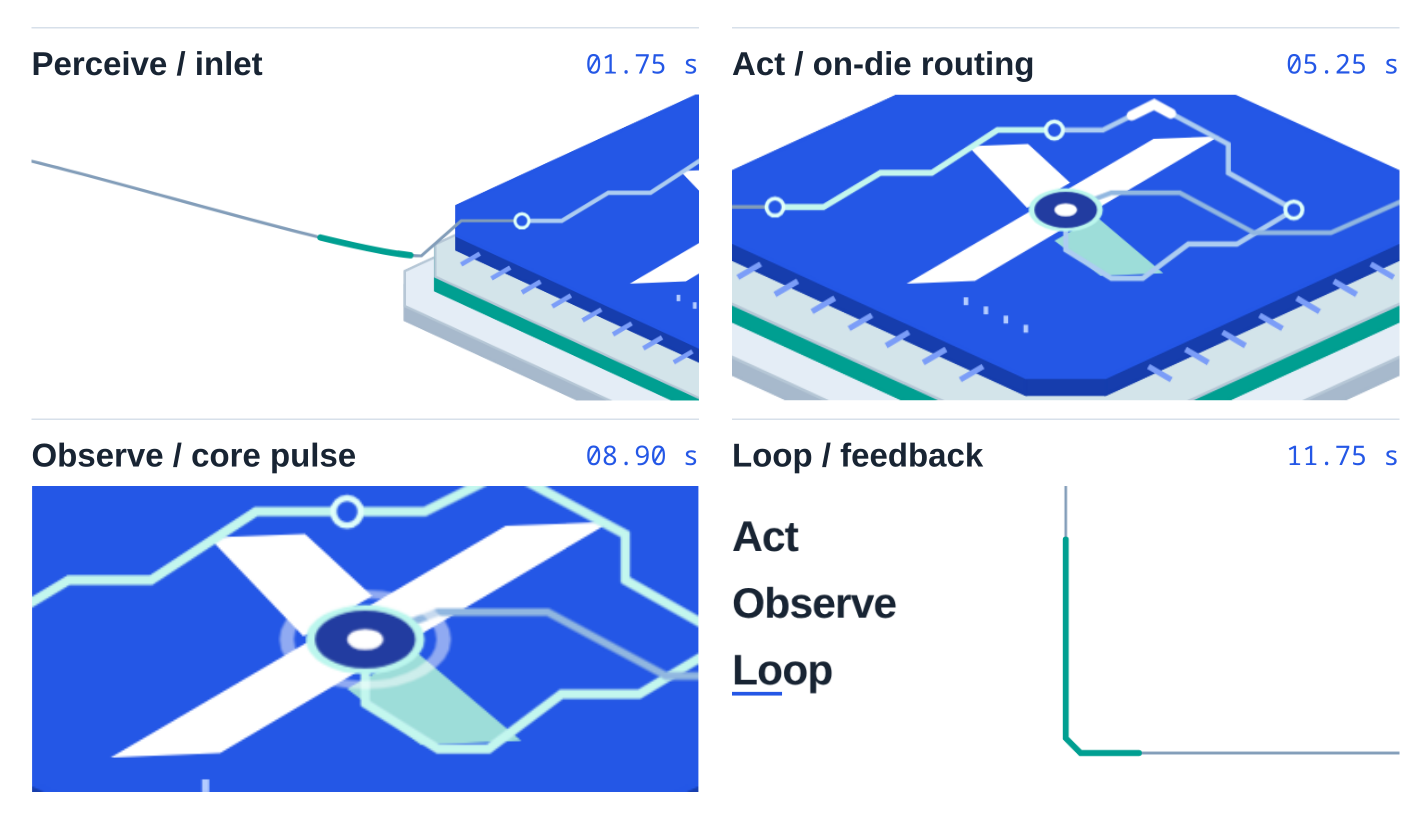 Perceive / inlet 01.75 s
Act / on-die routing 05.25 s
Observe / core pulse 08.90 s
Loop / feedback 11.75 s
Act
Observe
Loop